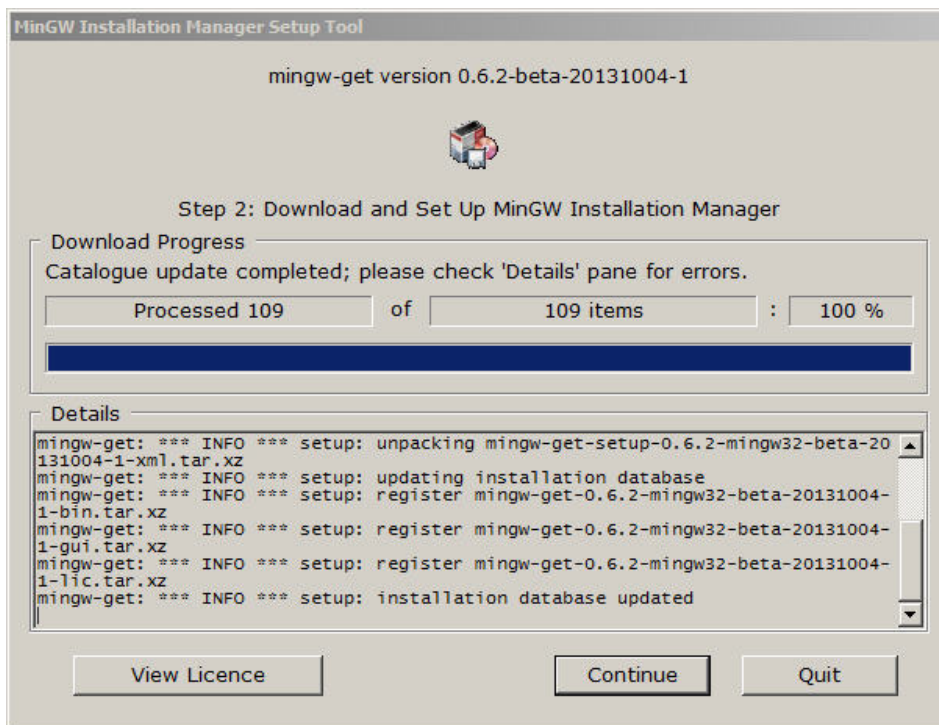 MinGW Installation Manager Setup Tool
mingw-get version 0.6.2-beta-20131004-1
Step 2: Download and Set Up MinGW Installation Manager
Download Progress
Catalogue update completed; please check 'Details' pane for errors.
Processed 109 of 109 items : 100 %
Details
mingw-get: *** INFO *** setup: unpacking mingw-get-setup-0.6.2-mingw32-beta-20
131004-1-xml.tar.xz
mingw-get: *** INFO *** setup: updating installation database
mingw-get: *** INFO *** setup: register mingw-get-0.6.2-mingw32-beta-20131004-
1-bin.tar.xz
mingw-get: *** INFO *** setup: register mingw-get-0.6.2-mingw32-beta-20131004-
1-gui.tar.xz
mingw-get: *** INFO *** setup: register mingw-get-0.6.2-mingw32-beta-20131004-
1-lic.tar.xz
mingw-get: *** INFO *** setup: installation database updated
View Licence Continue Quit